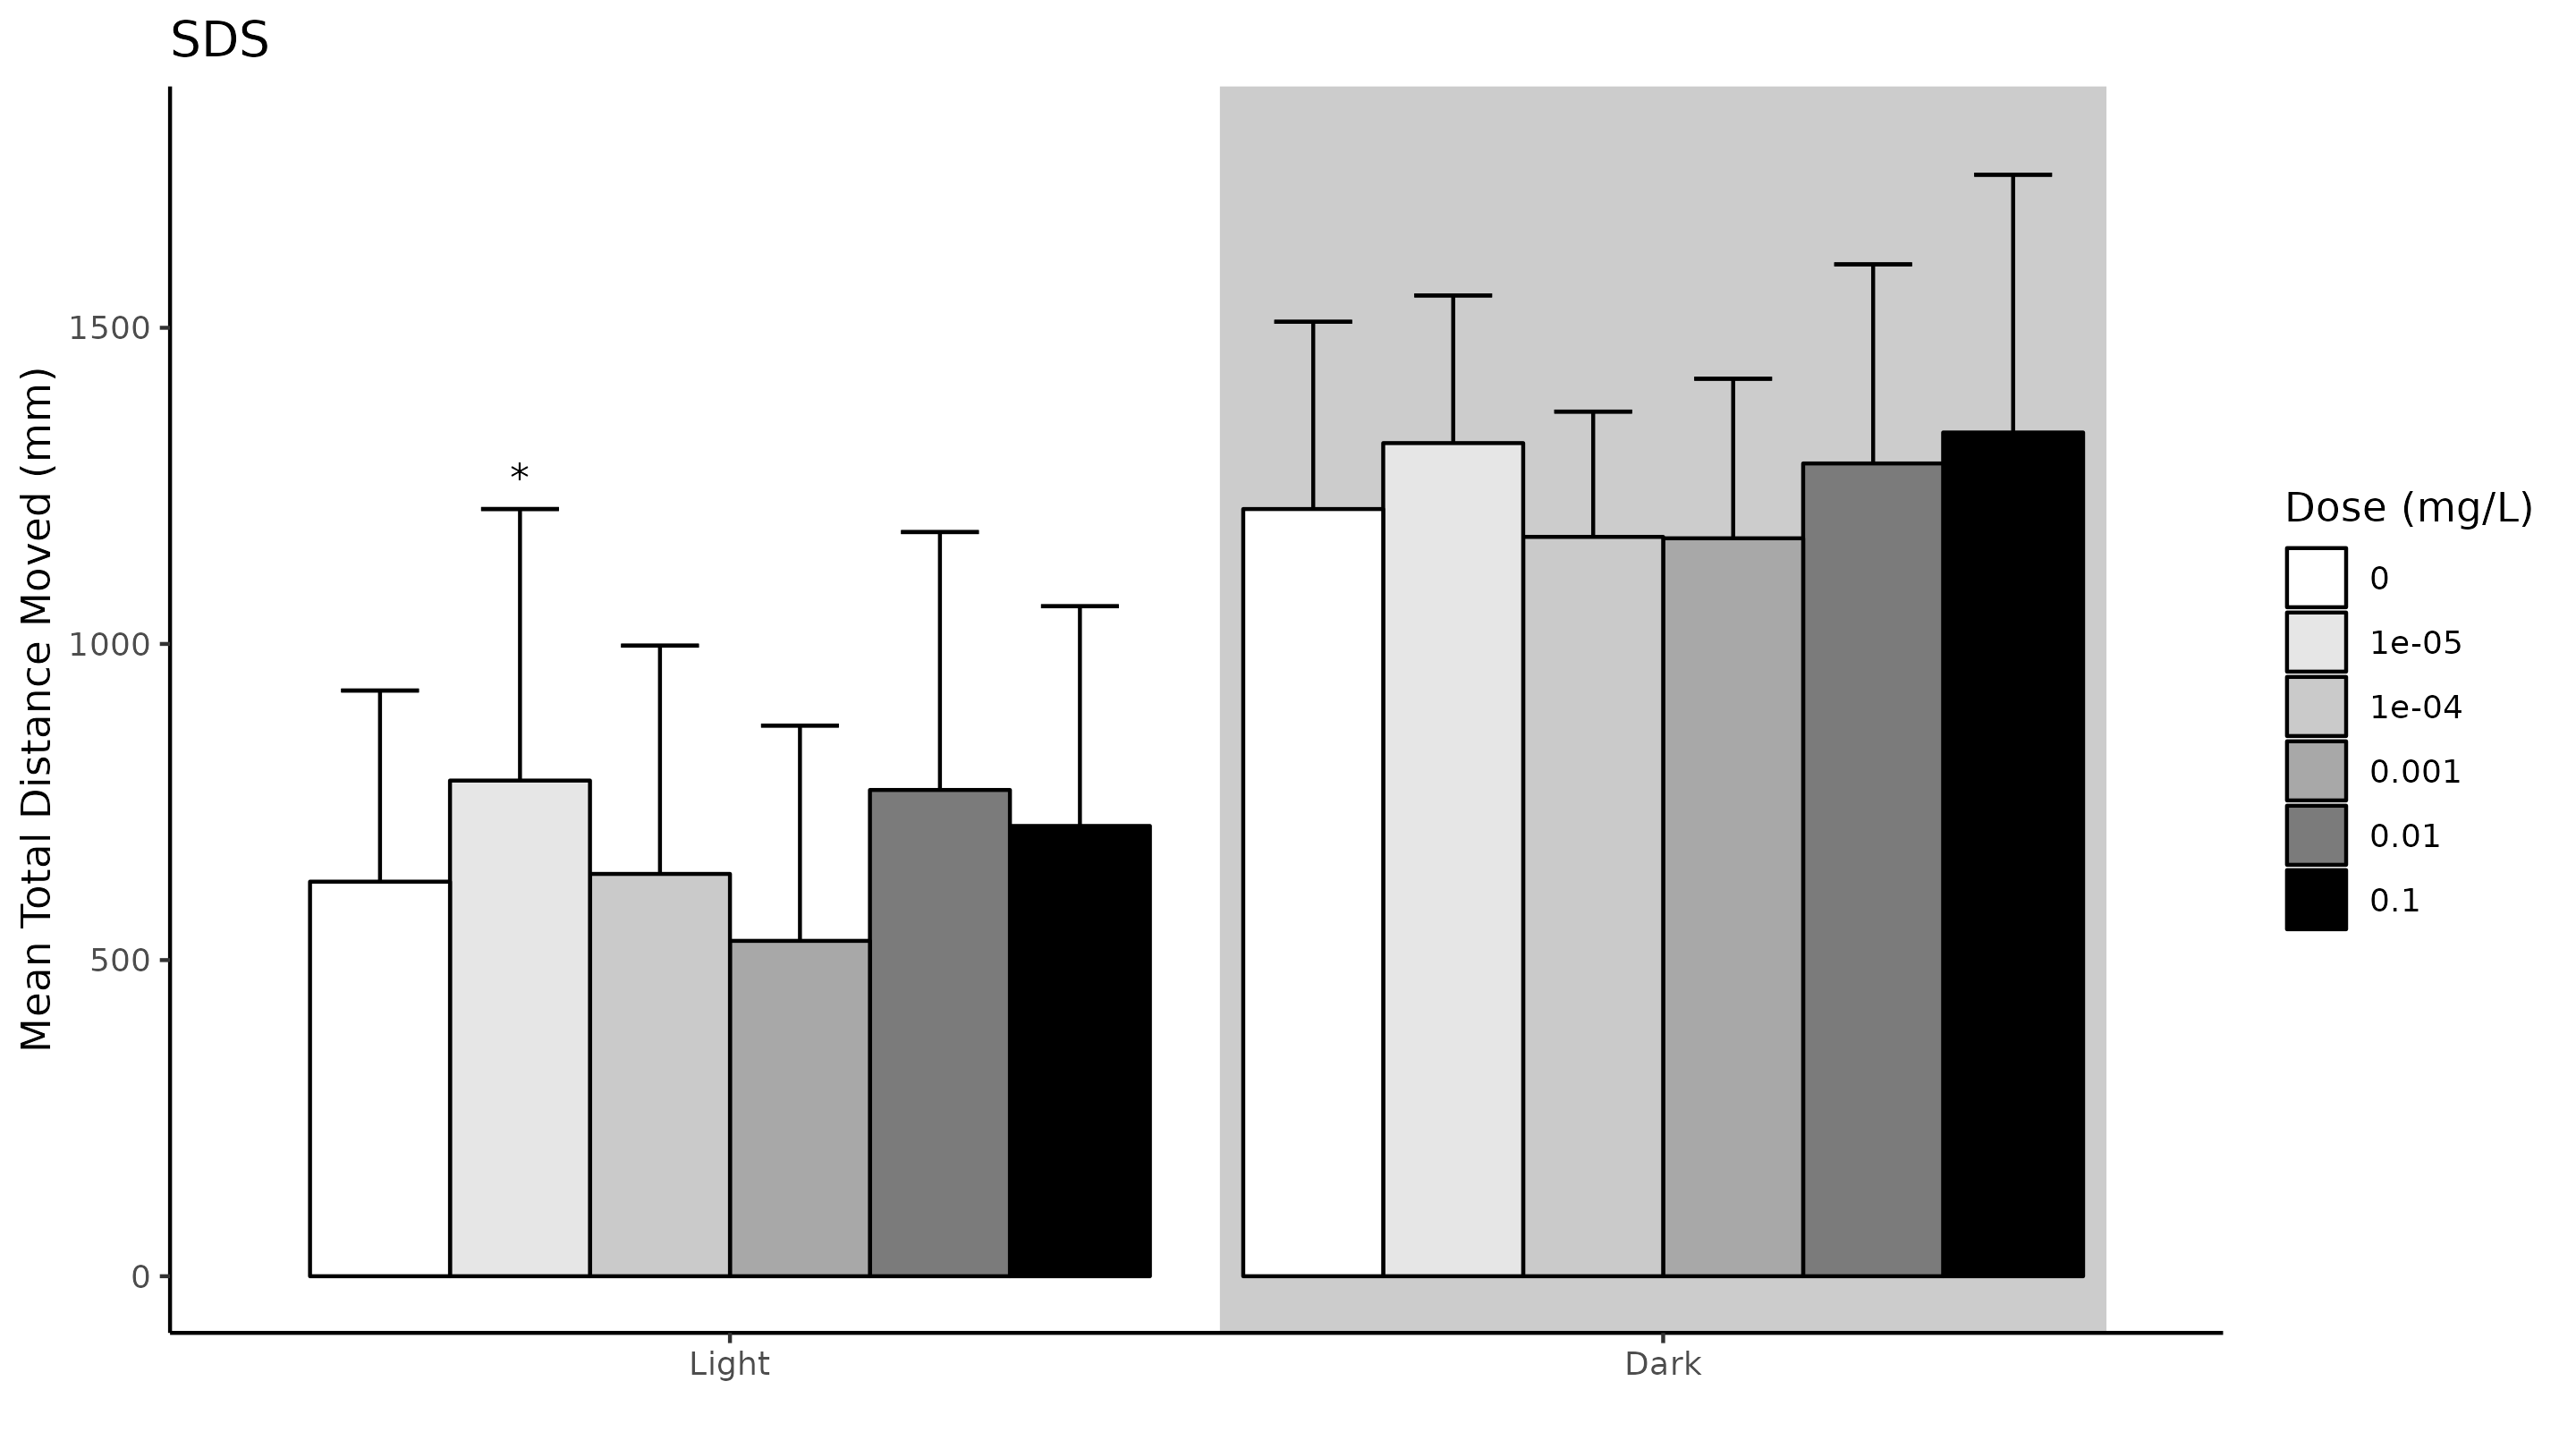 SDS
Mean Total Distance Moved (mm)
1500
1000
500
0
*
Light
Dark
Dose (mg/L)
0
1e-05
1e-04
0.001
0.01
0.1